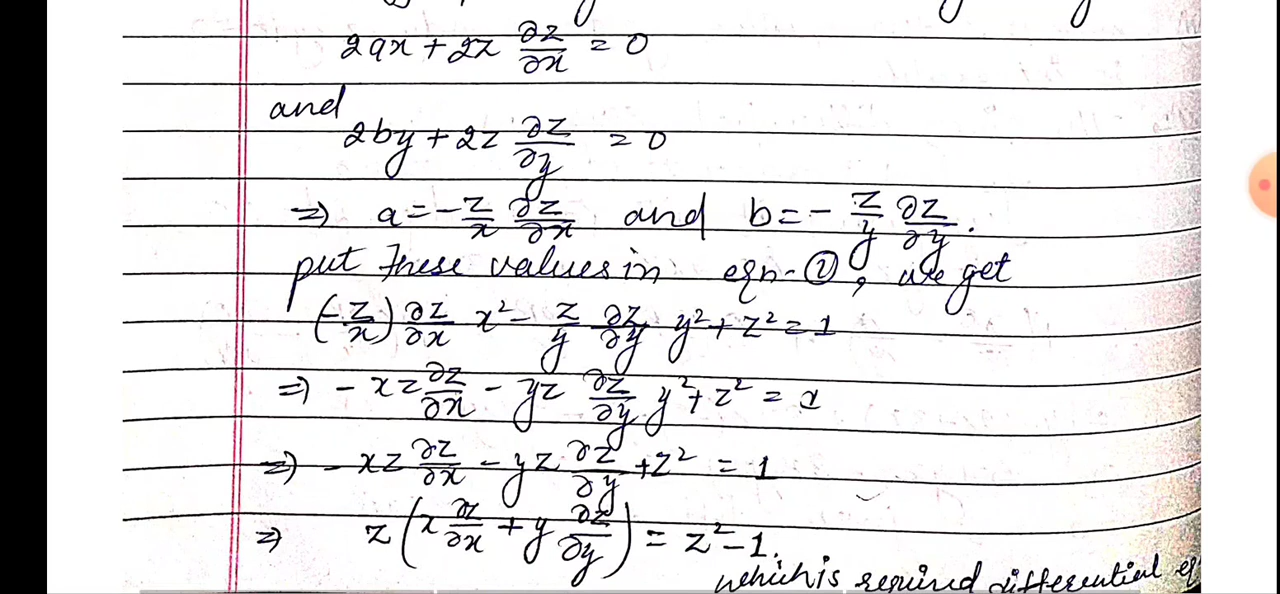 2ax + 2z ∂z/∂x = 0
and
2by + 2z ∂z/∂y = 0
=) a = - z/x ∂z/∂x and b = - z/y ∂z/∂y.
put these values in eqn-①, we get
(-z/x) ∂z/∂x x² - z/y ∂z/∂y y² + z² = 1
=) - xz ∂z/∂x - yz ∂z/∂y y² + z² = a
=) - xz ∂z/∂x - yz ∂z/∂y + z² = 1
=) z (x ∂z/∂x + y ∂z/∂y) = z² - 1.
which is required differential eq